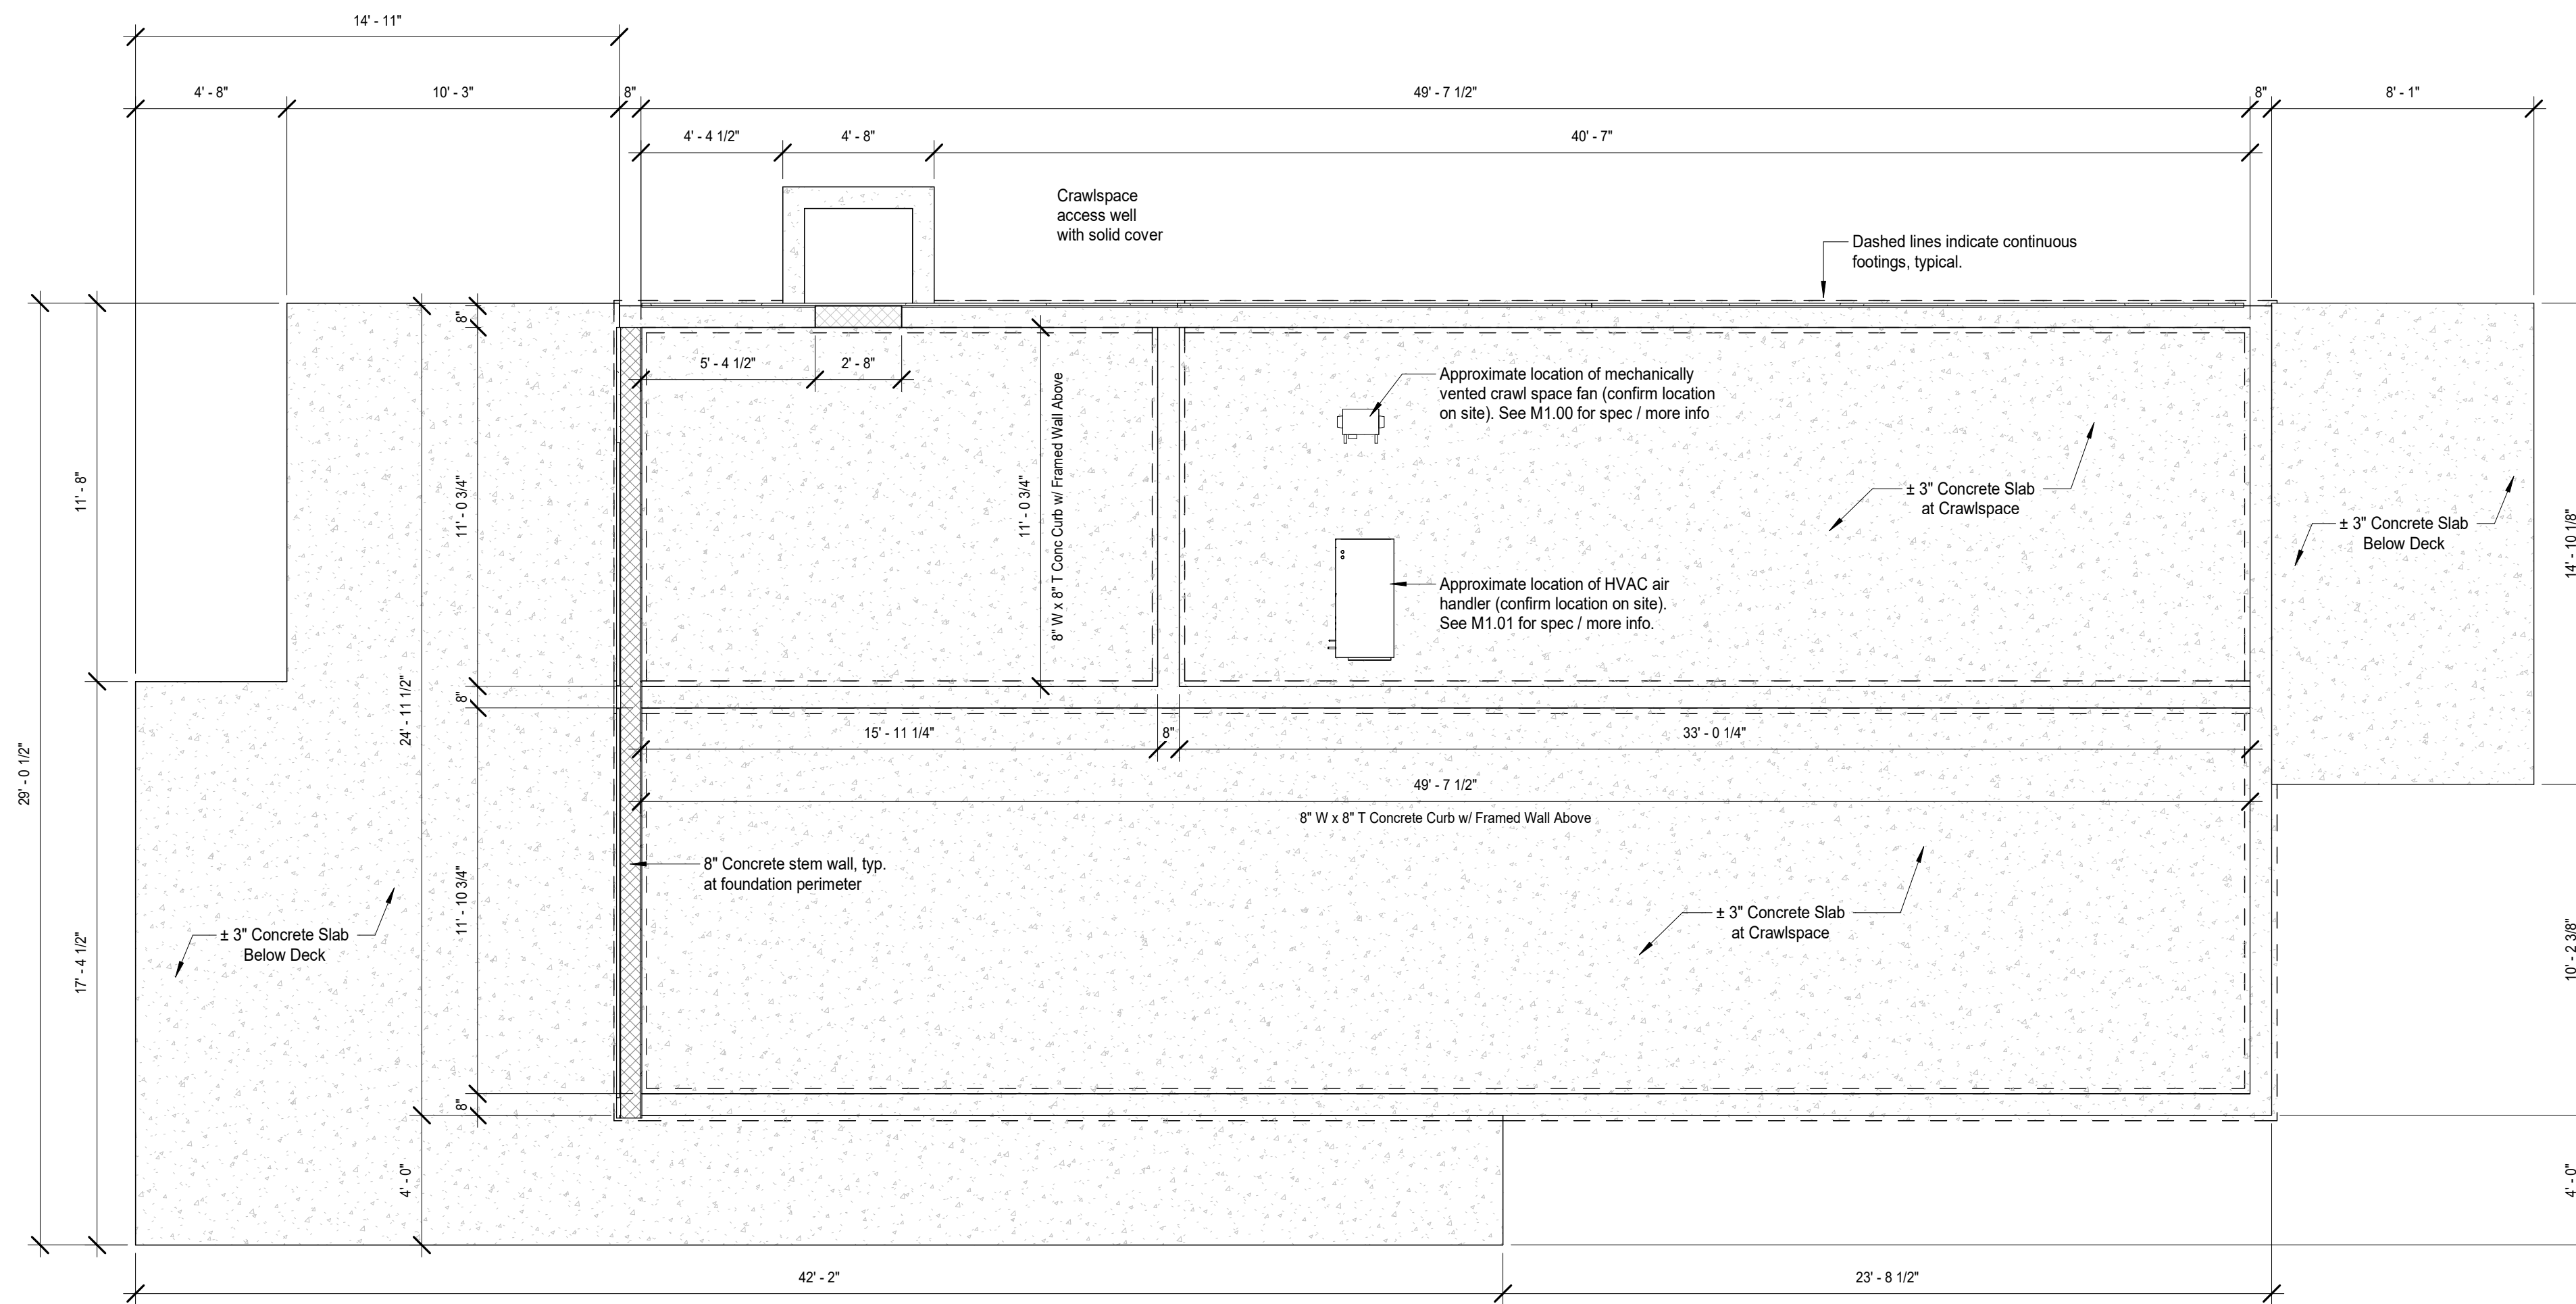 14' - 11"
4' - 8"
10' - 3"
8"
49' - 7 1/2"
8"
8' - 1"
4' - 4 1/2"
4' - 8"
40' - 7"
Crawlspace
access well
with solid cover
Dashed lines indicate continuous
footings, typical.
8"
5' - 4 1/2"
2' - 8"
Approximate location of mechanically
vented crawl space fan (confirm location
on site). See M1.00 for spec / more info
11' - 8"
11' - 0 3/4"
11' - 0 3/4"
8" W x 8" T Conc Curb w/ Framed Wall Above
± 3" Concrete Slab
at Crawlspace
± 3" Concrete Slab
Below Deck
14' - 10 1/8"
Approximate location of HVAC air
handler (confirm location on site).
See M1.01 for spec / more info.
29' - 0 1/2"
24' - 11 1/2"
8"
15' - 11 1/4"
8"
33' - 0 1/4"
49' - 7 1/2"
8" W x 8" T Concrete Curb w/ Framed Wall Above
8" Concrete stem wall, typ.
at foundation perimeter
17' - 4 1/2"
11' - 10 3/4"
± 3" Concrete Slab
Below Deck
± 3" Concrete Slab
at Crawlspace
10' - 2 3/8"
8"
4' - 0"
4' - 0"
42' - 2"
23' - 8 1/2"